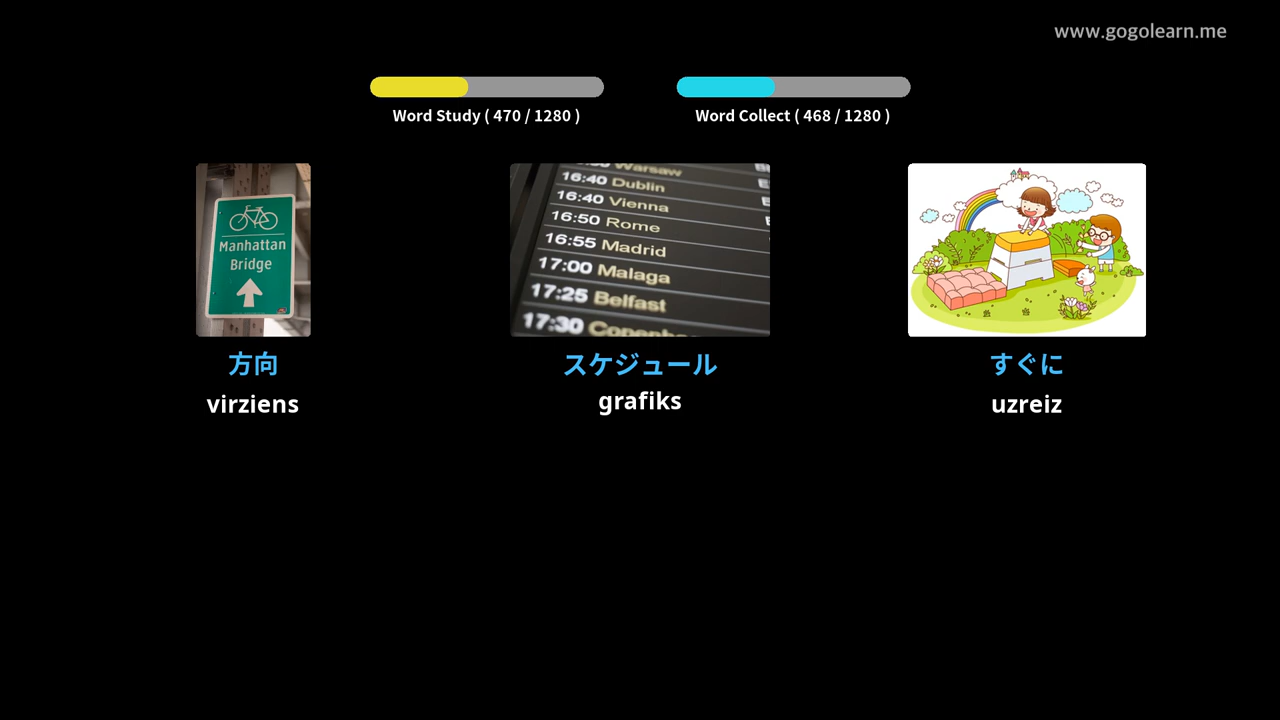 www.gogolearn.me
Word Study ( 470 / 1280 )
Word Collect ( 468 / 1280 )
Manhattan
Bridge
Warsaw
16:40 Dublin
16:40 Vienna
16:50 Rome
16:55 Madrid
17:00 Malaga
17:25 Belfast
17:30
方向
スケジュール
すぐに
virziens
grafiks
uzreiz